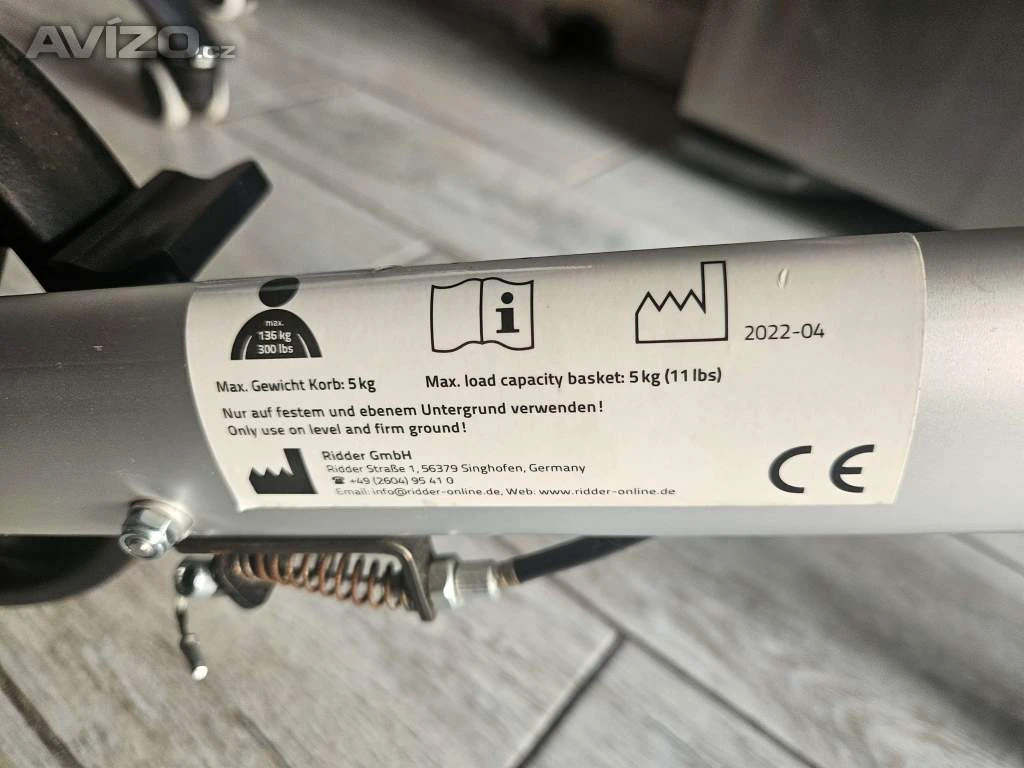 AVÍZO.cz
max.
136 kg
300 lbs
2022-04
Max. Gewicht Korb: 5 kg
Max. load capacity basket: 5 kg (11 lbs)
Nur auf festem und ebenem Untergrund verwenden!
Only use on level and firm ground!
Ridder GmbH
Ridder Straße 1, 56379 Singhofen, Germany
☎ +49 (2604) 95 41 0
Email: info@ridder-online.de, Web: www.ridder-online.de
CE